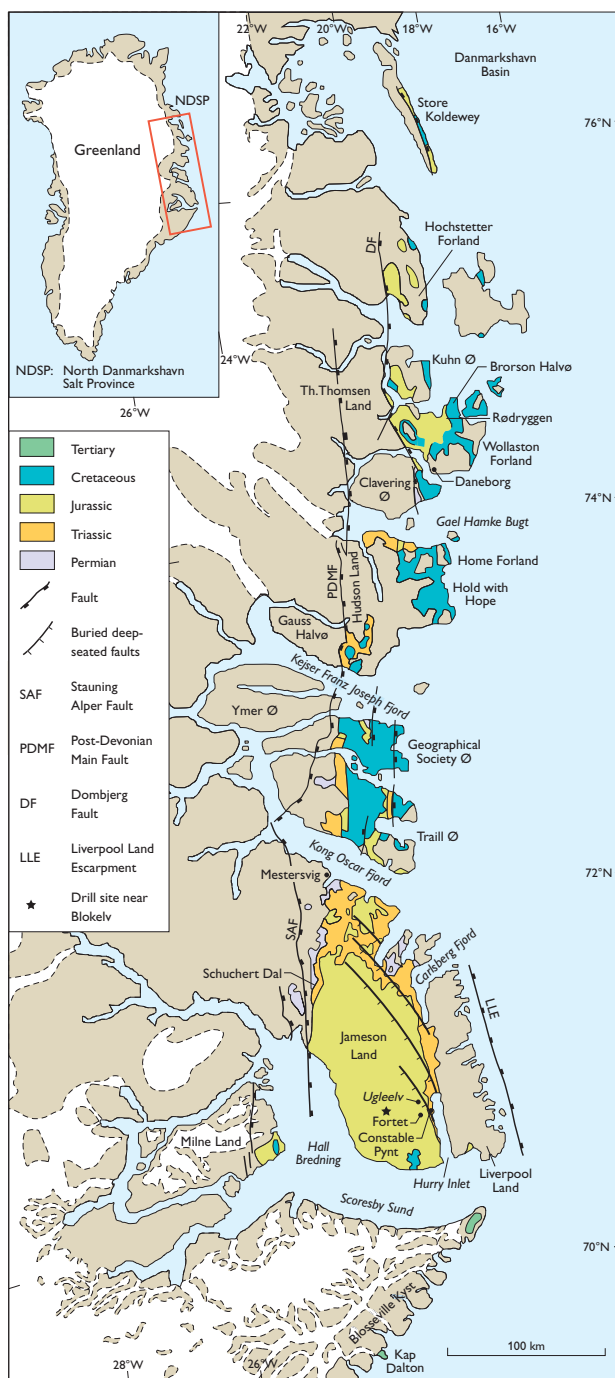 22°W
20°W
18°W
16°W
Danmarkshavn
Basin
NDSP
Greenland
Store
Koldewey
76°N
NDSP: North Danmarkshavn
Salt Province
DF
Hochstetter
Forland
24°W
26°W
Kuhn Ø
Brorson Halvø
Th. Thomsen
Land
Rødryggen
Wollaston
Forland
Clavering
Ø
Daneborg
74°N
Gael Hamke Bugt
Tertiary
Cretaceous
Jurassic
Triassic
Permian
Fault
Buried deep-
seated faults
SAF
Stauning
Alper Fault
PDMF
Post-Devonian
Main Fault
DF
Dombjerg
Fault
LLE
Liverpool Land
Escarpment
Drill site near
Blokelv
PDMF
Hudson Land
Home Forland
Hold with
Hope
Gauss
Halvø
Kejser Franz Joseph Fjord
Ymer Ø
Geographical
Society Ø
Traill Ø
Kong Oscar Fjord
72°N
Mestersvig
SAF
Carlsberg Fjord
Schuchert Dal
LLE
Jameson
Land
Ugleelv
Fortet
Constable
Pynt
Milne Land
Hall
Bredning
Hurry Inlet
Liverpool
Land
Scoresby Sund
70°N
Blosseville Kyst
100 km
Kap
Dalton
28°W
26°W